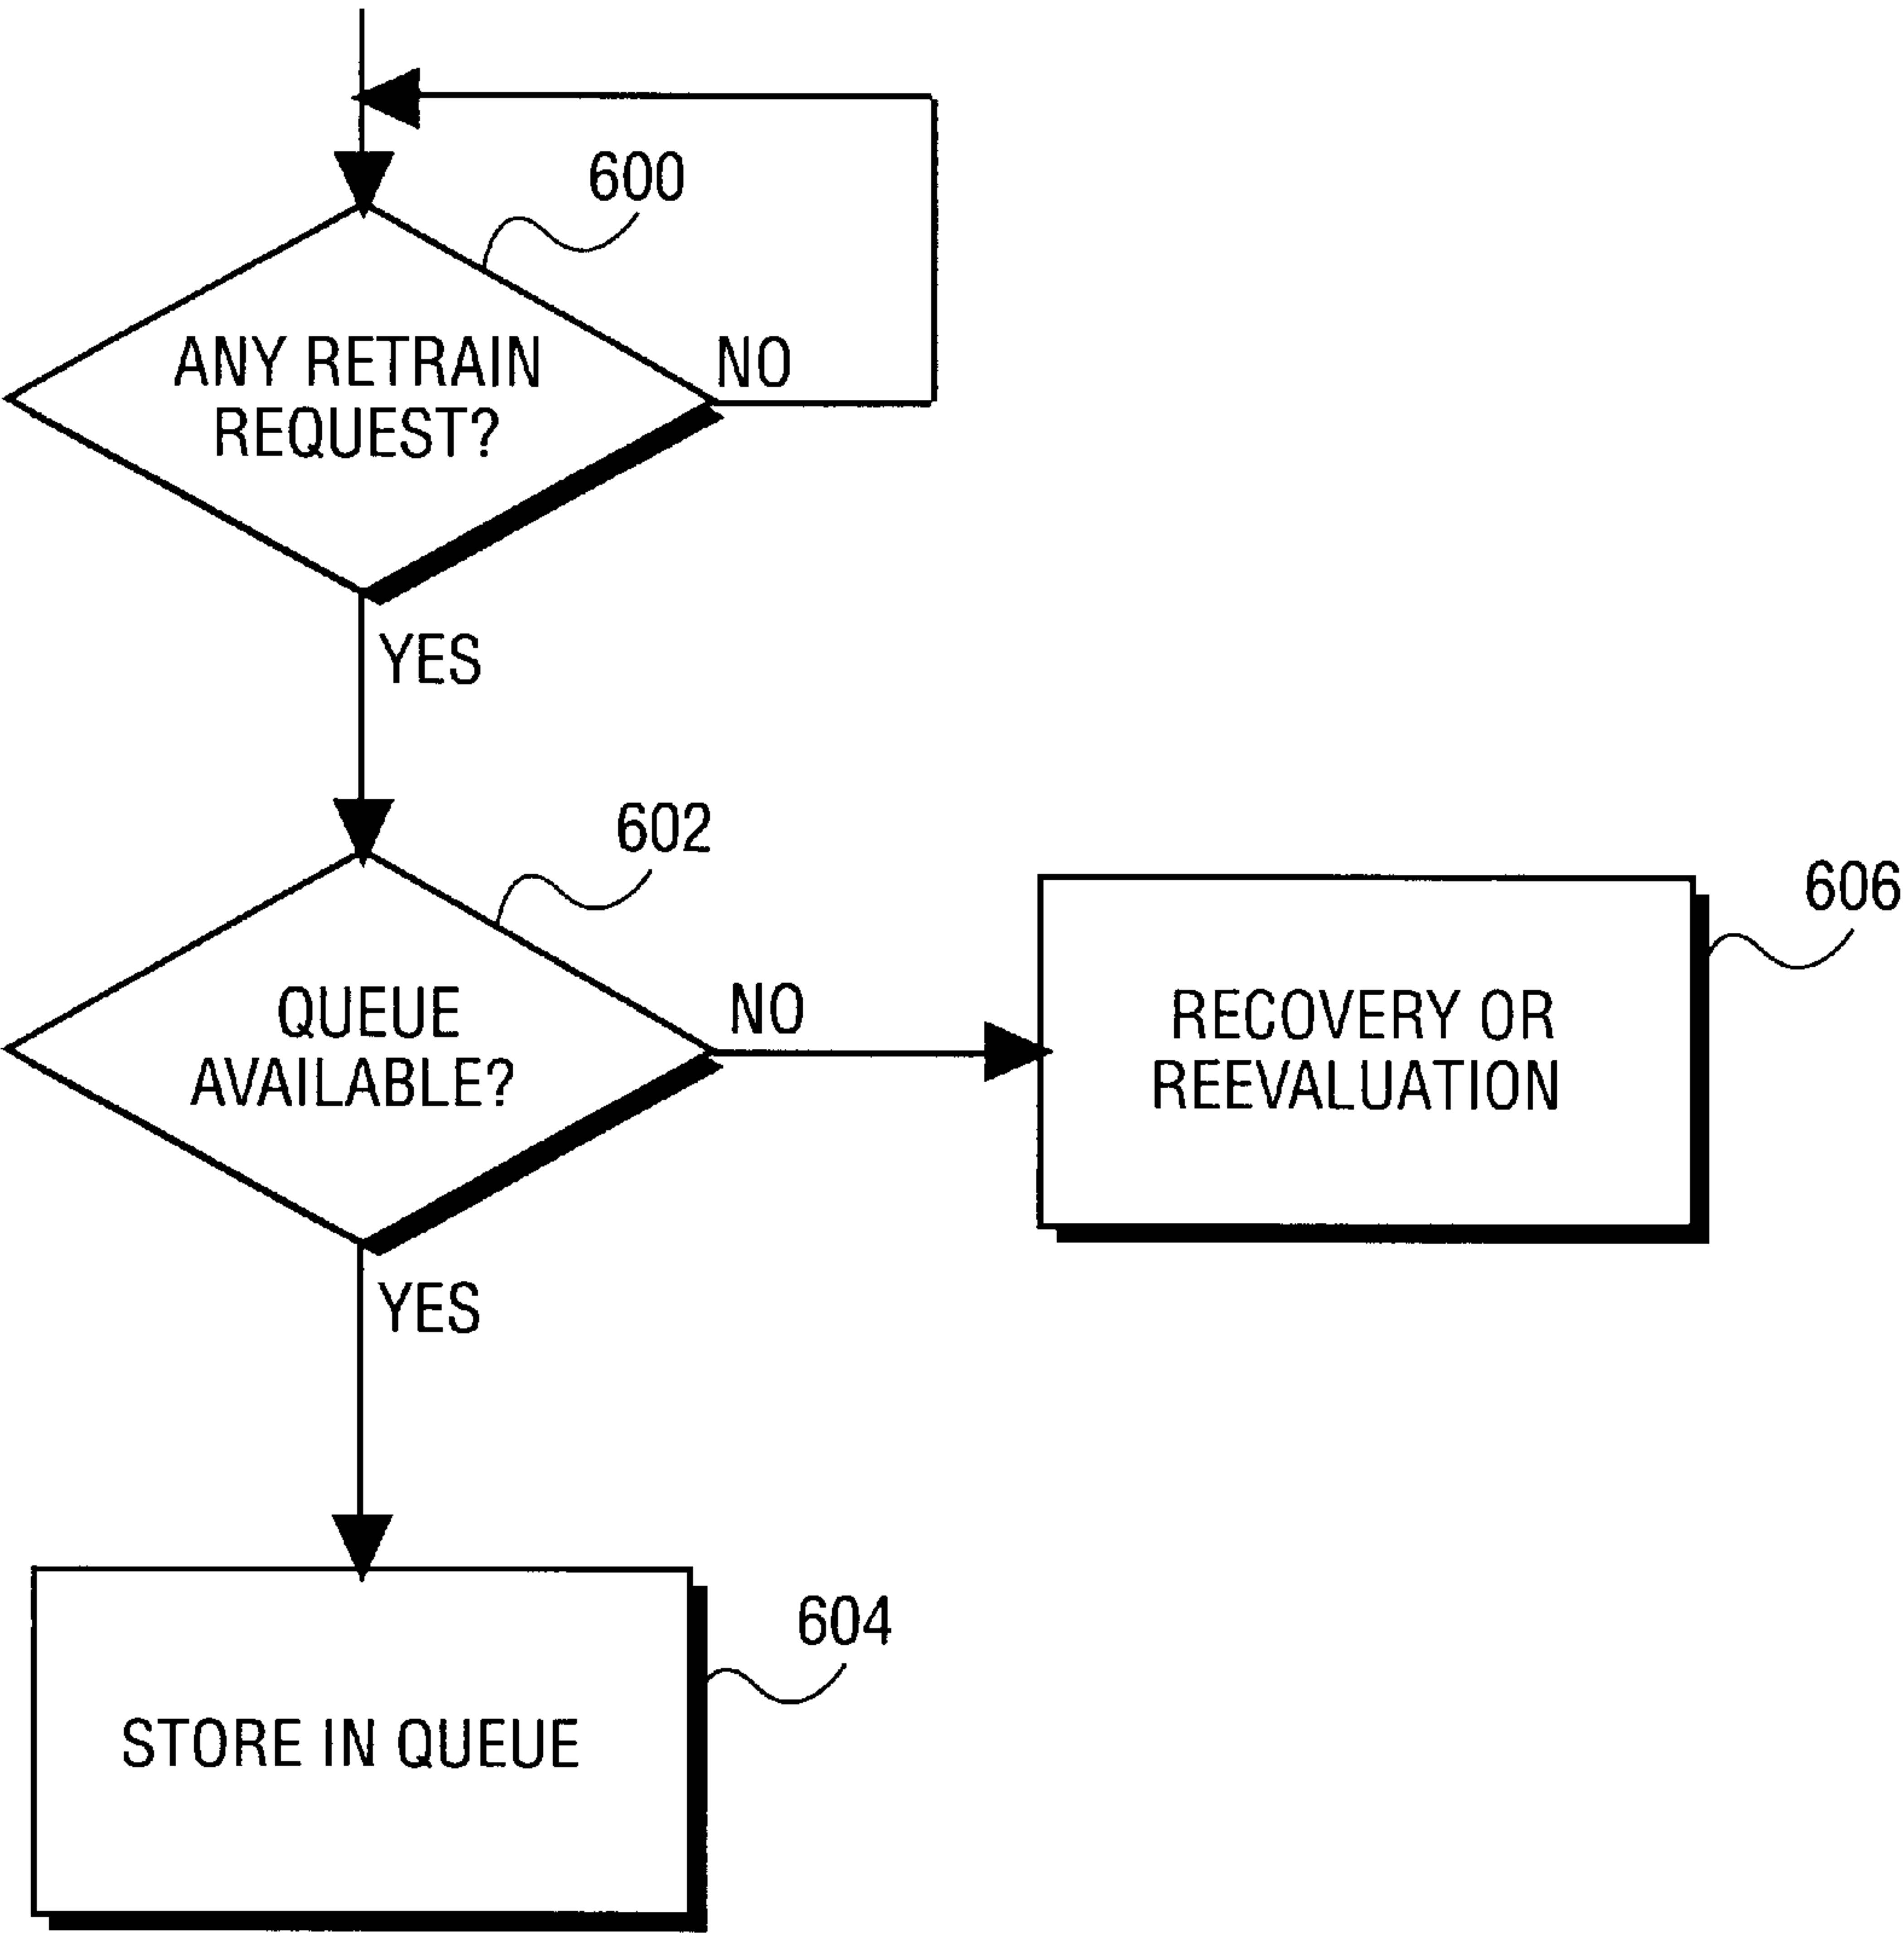 600
ANY RETRAIN
REQUEST?
NO
YES
602
QUEUE
AVAILABLE?
NO
606
RECOVERY OR
REEVALUATION
YES
604
STORE IN QUEUE